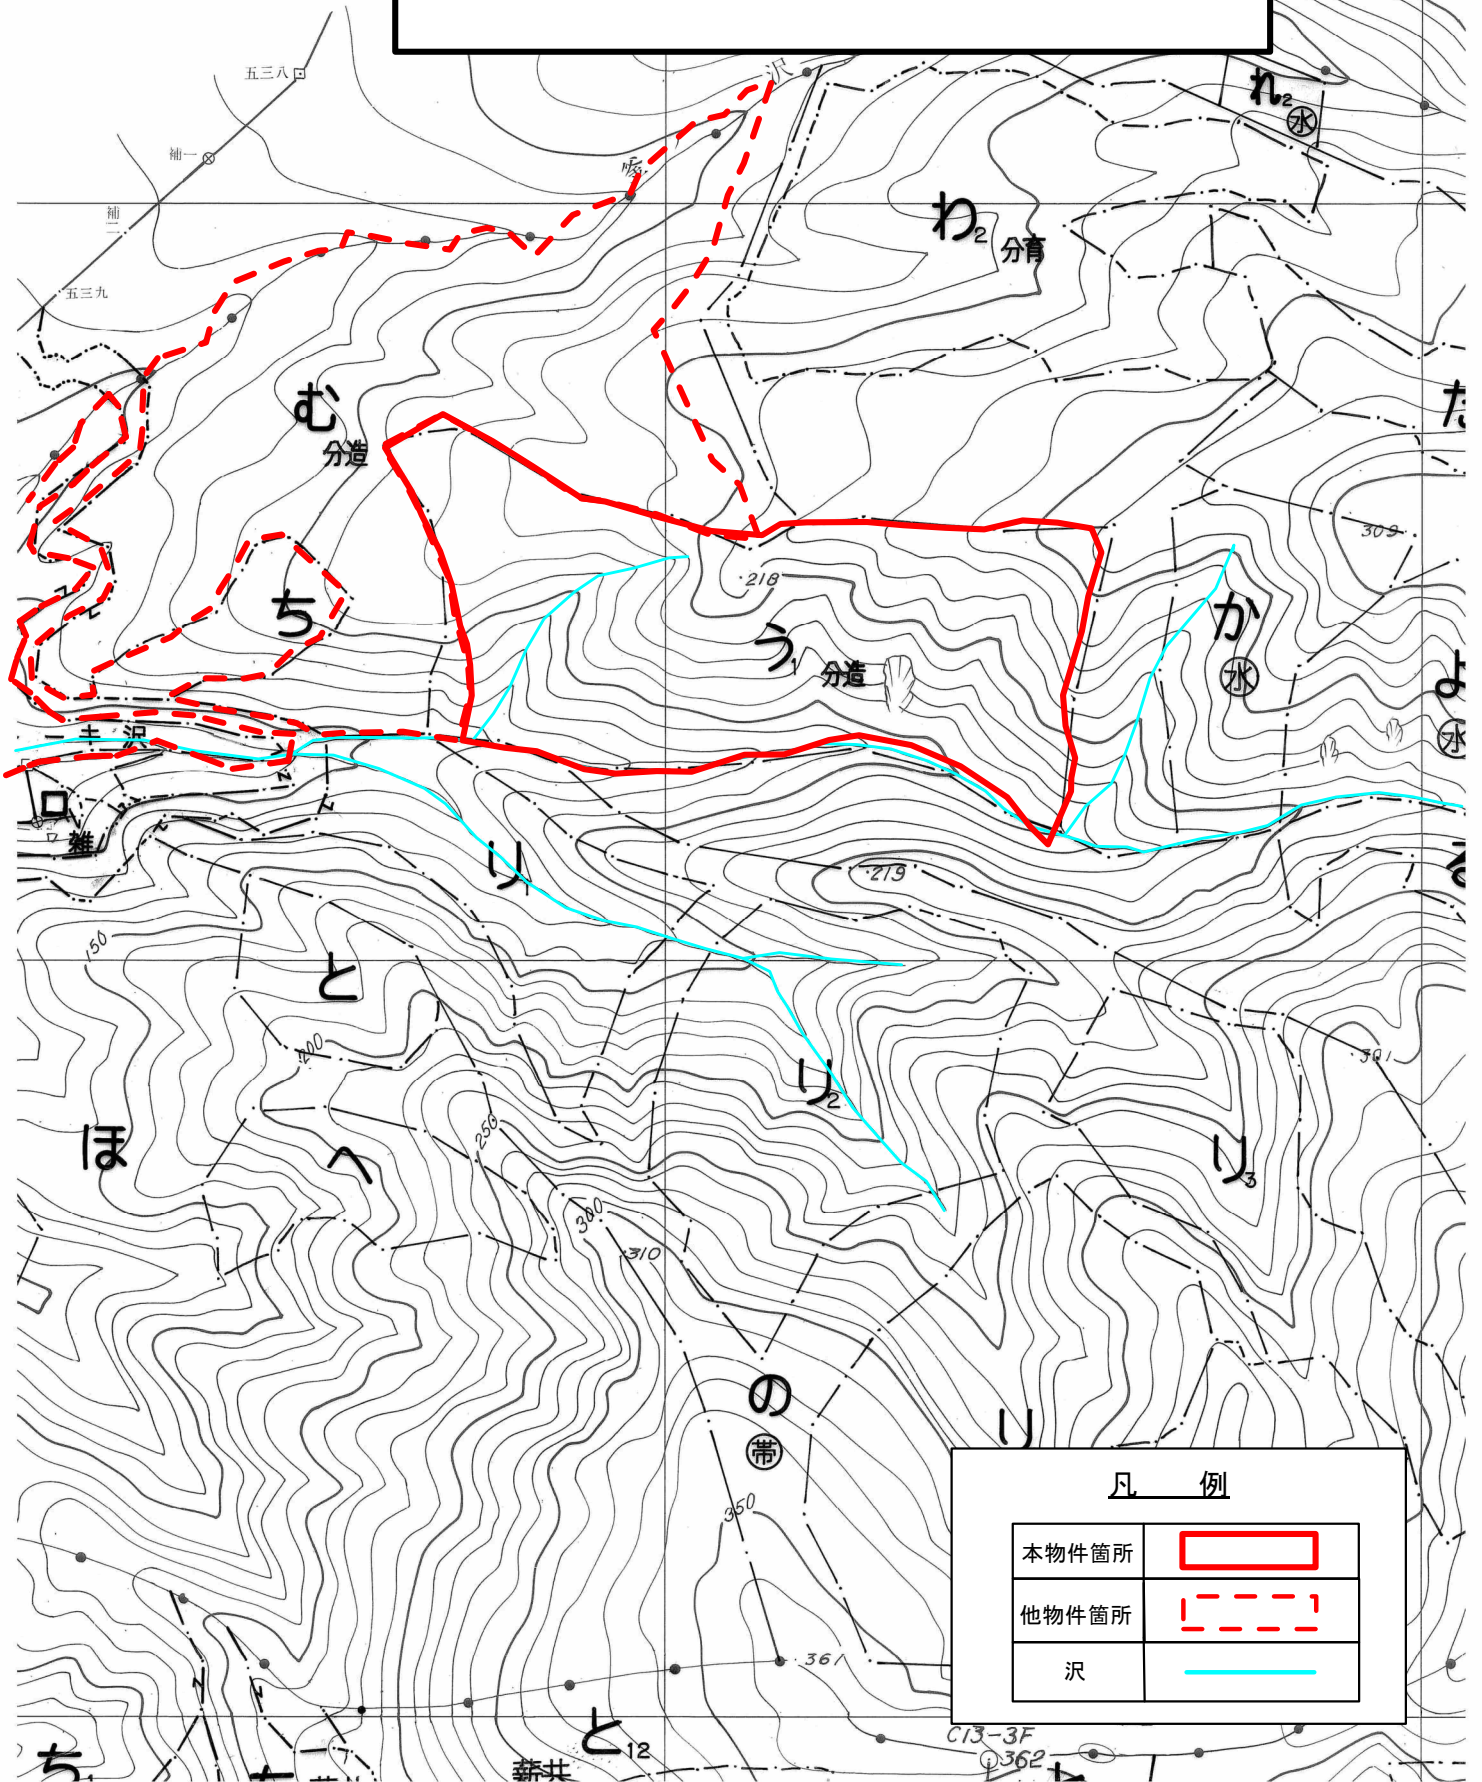 沢
五三八
れ2
水
補一
わ2
分育
補二
五三九
む
分造
た
309
218
ち
う1
分造
か
水
よ
水
沢
ロ
雑
り1
219
150
と
200
301
り2
250
ほ
へ
り3
300
310
の
帯
り
350
凡 例
本物件箇所
他物件箇所
沢
361
C13-3F
362
と12
ち1